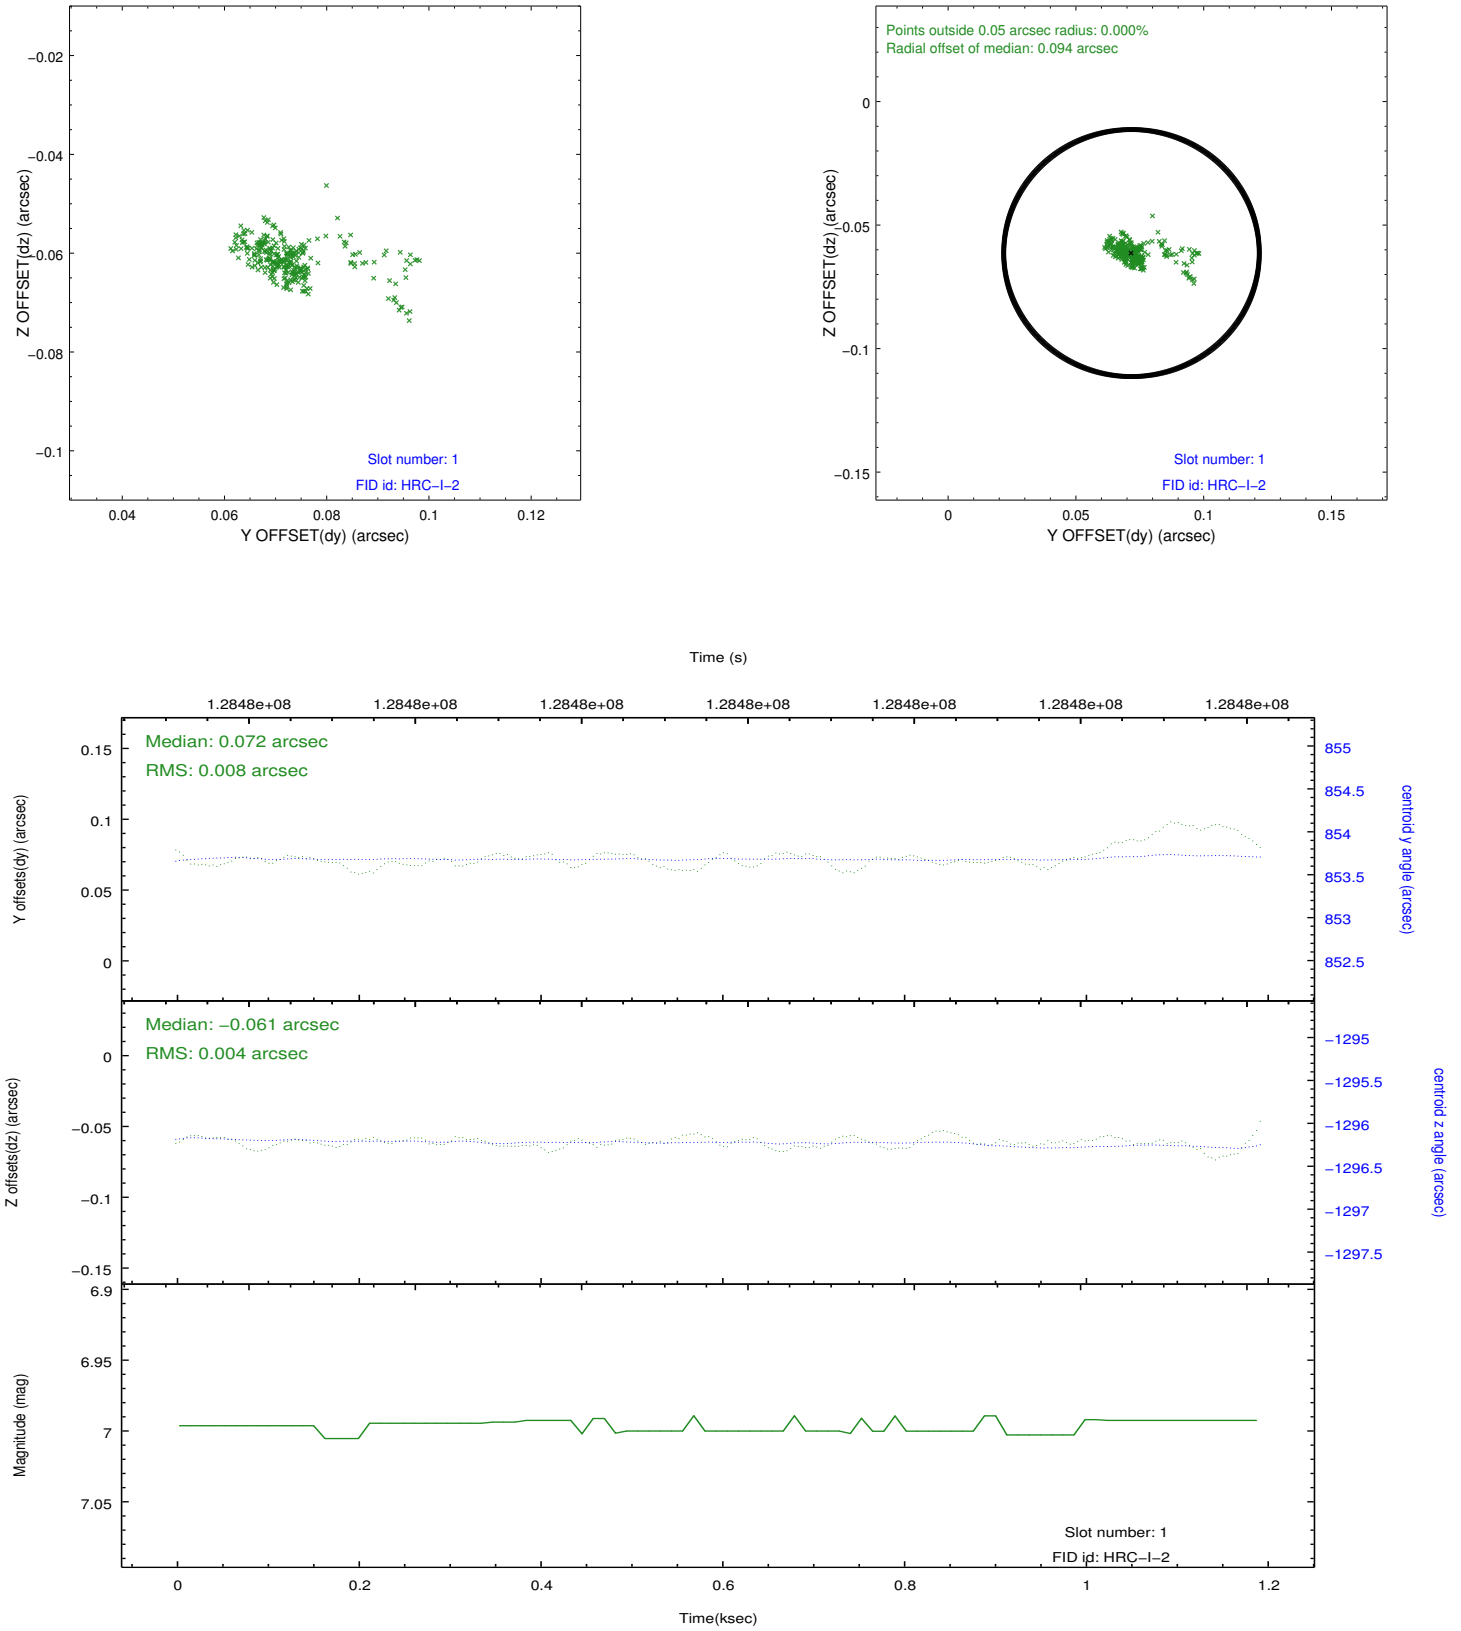 −0.02
−0.04
−0.06
−0.08
−0.1
Z OFFSET(dz) (arcsec)
Slot number: 1
FID id: HRC−I−2
0.04 0.06 0.08 0.1 0.12
Y OFFSET(dy) (arcsec)
Points outside 0.05 arcsec radius: 0.000%
Radial offset of median: 0.094 arcsec
0
−0.05
−0.1
−0.15
Z OFFSET(dz) (arcsec)
Slot number: 1
FID id: HRC−I−2
0 0.05 0.1 0.15
Y OFFSET(dy) (arcsec)
Time (s)
1.2848e+08 1.2848e+08 1.2848e+08 1.2848e+08 1.2848e+08 1.2848e+08 1.2848e+08
Median: 0.072 arcsec
RMS: 0.008 arcsec
0.15
0.1
0.05
0
Y offsets(dy) (arcsec)
855
854.5
854
853.5
853
852.5
centroid y angle (arcsec)
Median: −0.061 arcsec
RMS: 0.004 arcsec
0
−0.05
−0.1
−0.15
Z offsets(dz) (arcsec)
−1295
−1295.5
−1296
−1296.5
−1297
−1297.5
centroid z angle (arcsec)
6.9
6.95
7
7.05
Magnitude (mag)
Slot number: 1
FID id: HRC−I−2
0 0.2 0.4 0.6 0.8 1 1.2
Time(ksec)